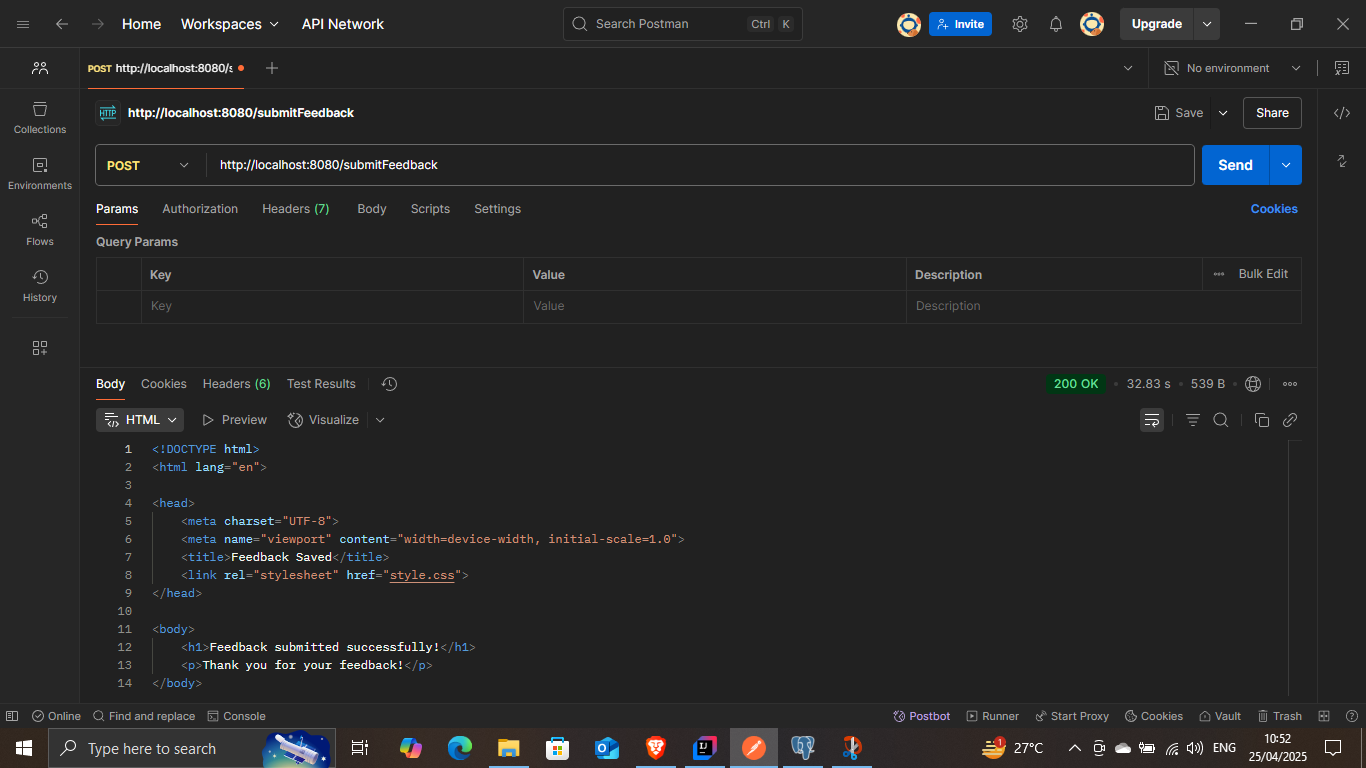 Home Workspaces API Network Search Postman Ctrl K Invite Upgrade
POST http://localhost:8080/s No environment
HTTP http://localhost:8080/submitFeedback Save Share
POST http://localhost:8080/submitFeedback Send
Params Authorization Headers (7) Body Scripts Settings Cookies
Query Params
Key Value Description Bulk Edit
Key Value Description
Collections
Environments
Flows
History
Body Cookies Headers (6) Test Results 200 OK 32.83 s 539 B
HTML Preview Visualize
1 <!DOCTYPE html>
2 <html lang="en">
3
4 <head>
5 <meta charset="UTF-8">
6 <meta name="viewport" content="width=device-width, initial-scale=1.0">
7 <title>Feedback Saved</title>
8 <link rel="stylesheet" href="style.css">
9 </head>
10
11 <body>
12 <h1>Feedback submitted successfully!</h1>
13 <p>Thank you for your feedback!</p>
14 </body>
Online Find and replace Console Postbot Runner Start Proxy Cookies Vault Trash
Type here to search IJ 1 27°C ENG 10:52
25/04/2025